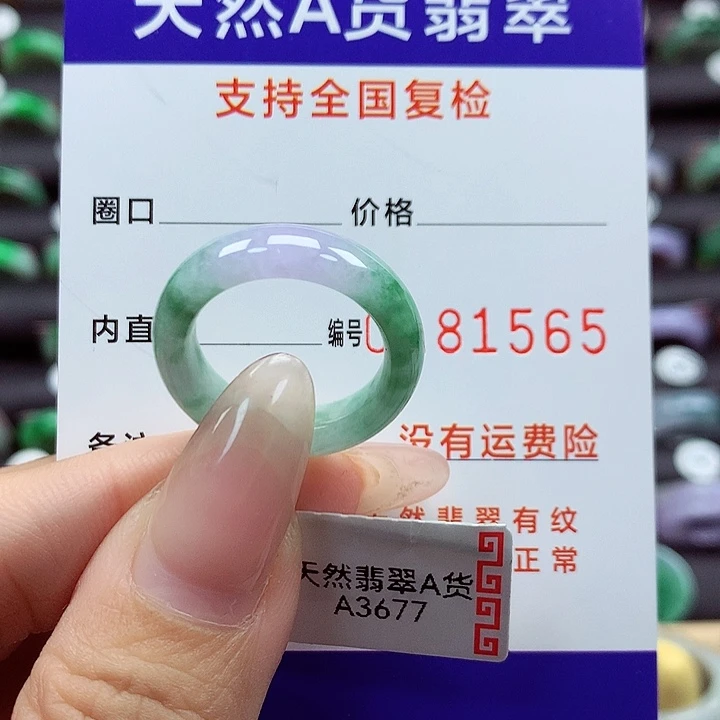 天然A货翡翠
支持全国复检
圈口 价格
内直 编号 81565
备注
没有运费险
然翡翠有纹
正常
天然翡翠A货
A3677